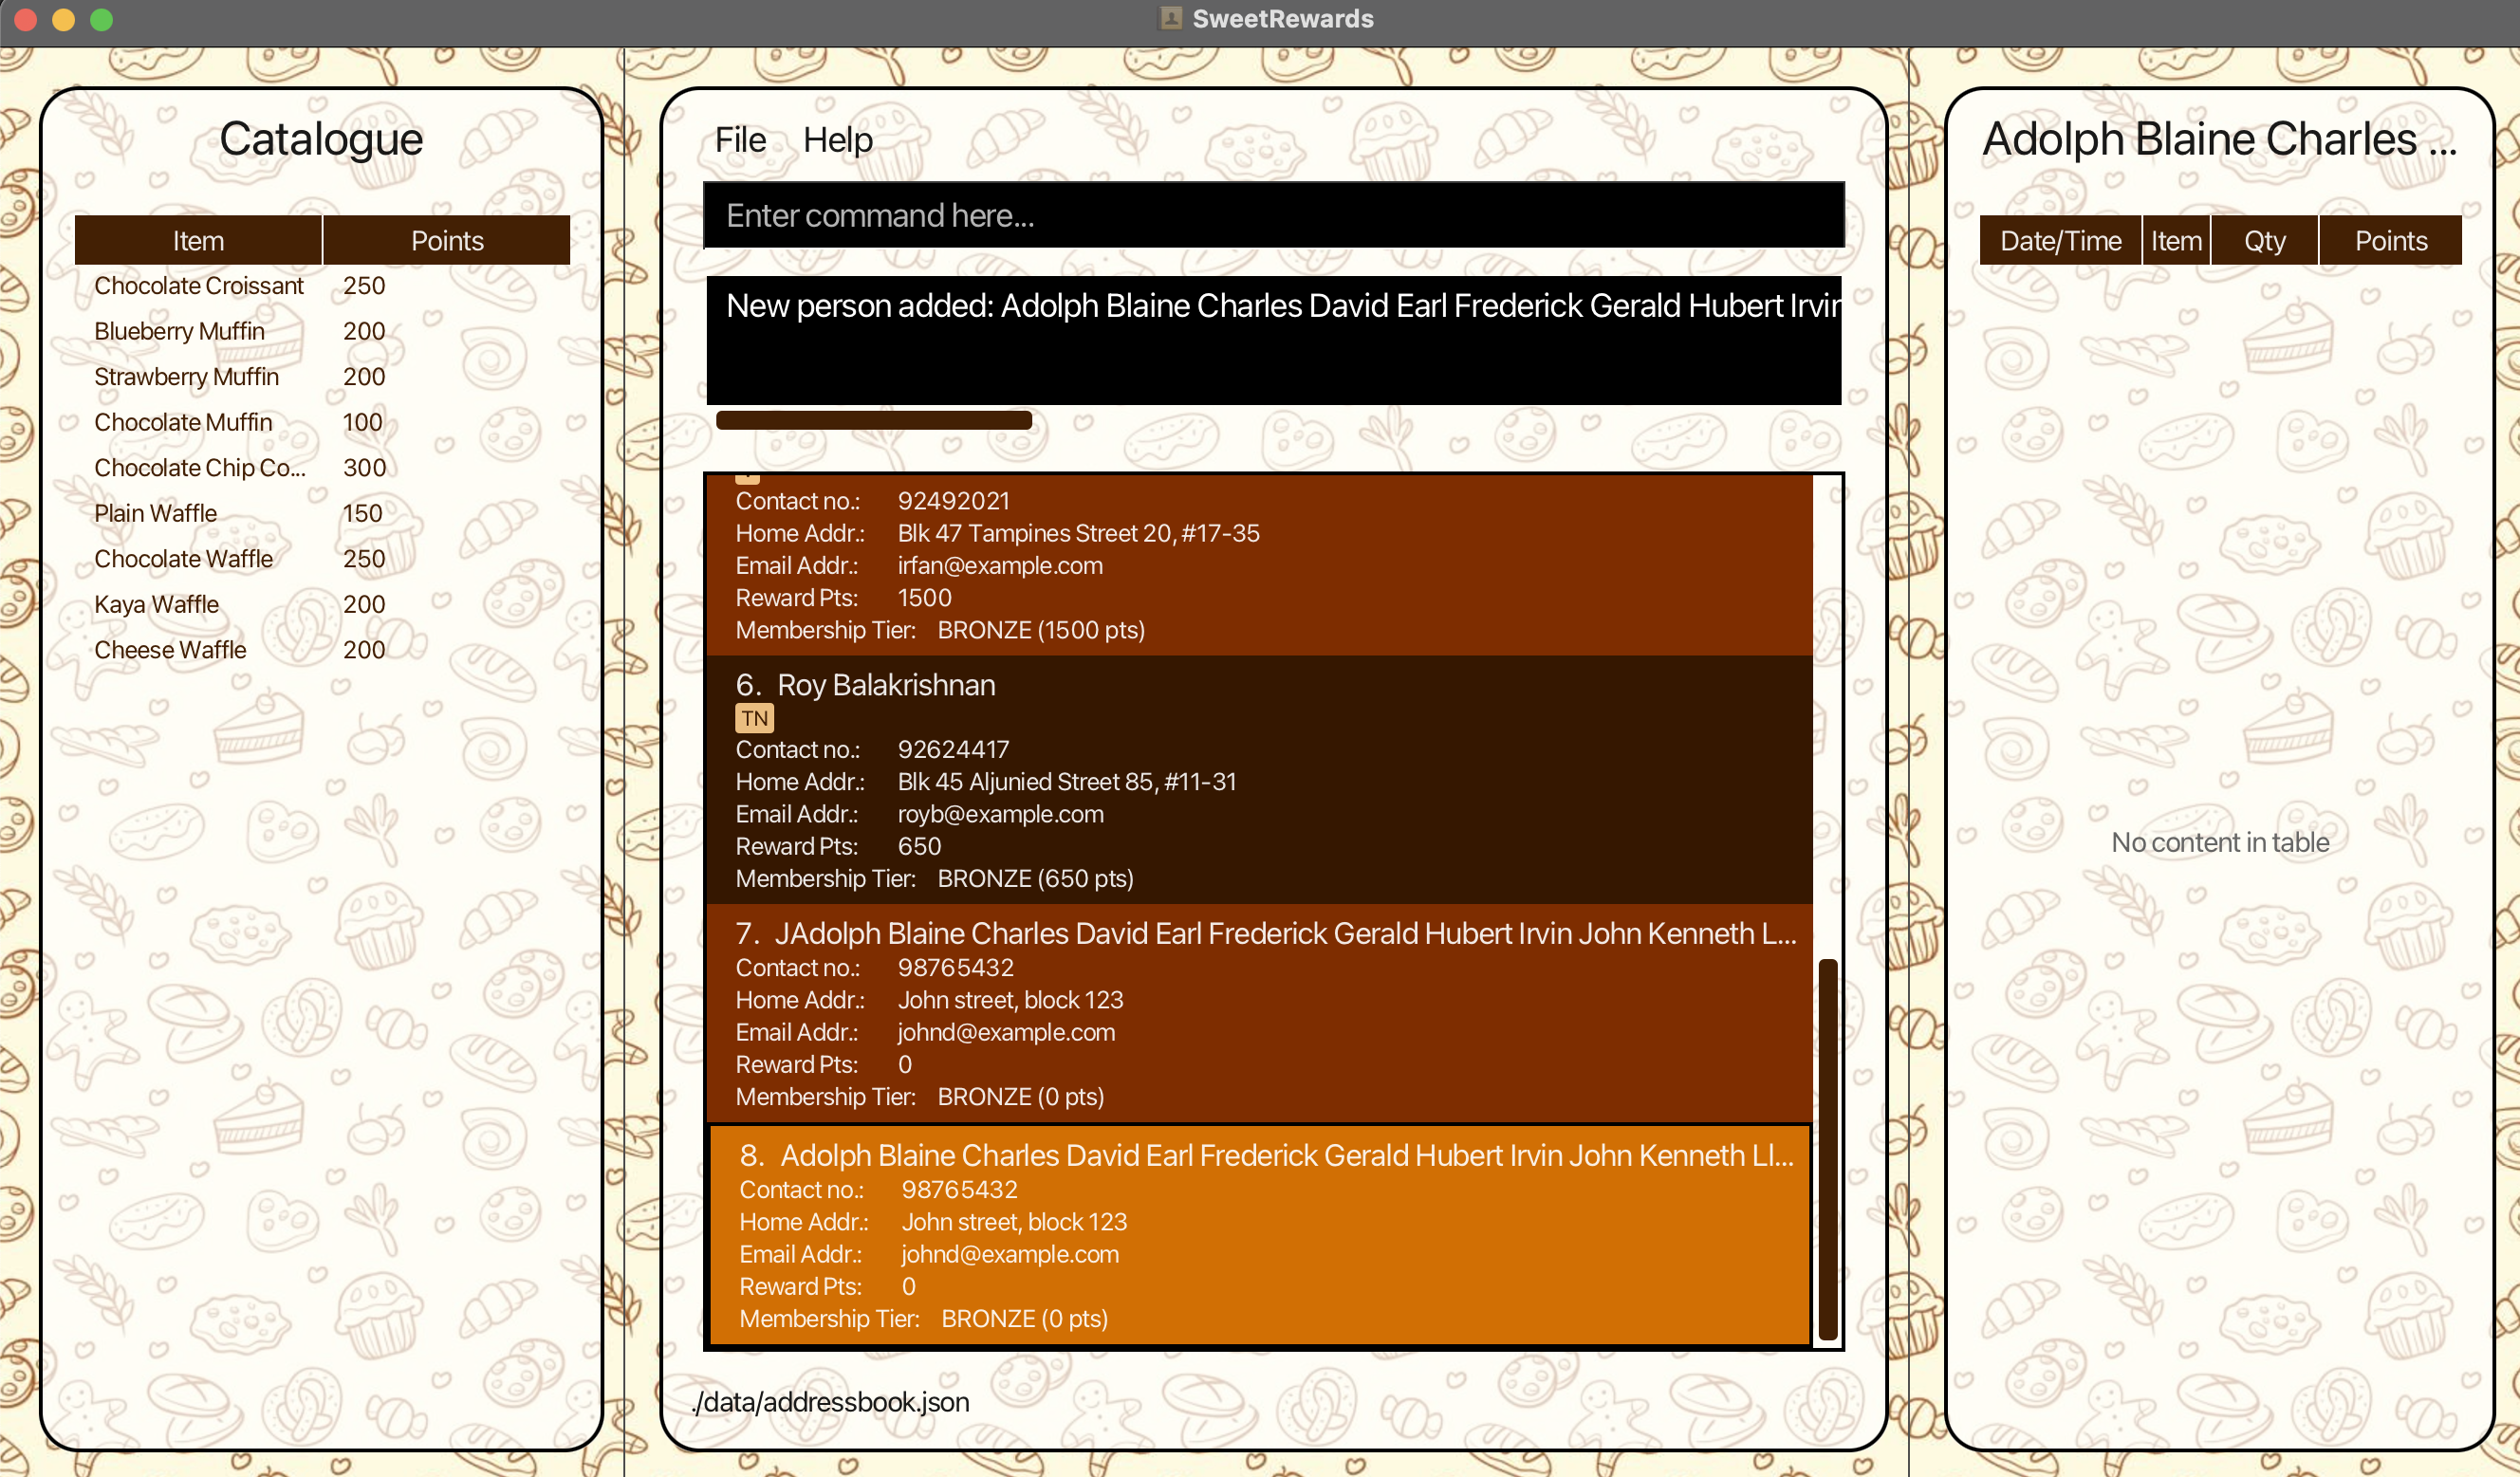 SweetRewards
Catalogue
Item Points
Chocolate Croissant 250
Blueberry Muffin 200
Strawberry Muffin 200
Chocolate Muffin 100
Chocolate Chip Co... 300
Plain Waffle 150
Chocolate Waffle 250
Kaya Waffle 200
Cheese Waffle 200
File Help
Enter command here...
New person added: Adolph Blaine Charles David Earl Frederick Gerald Hubert Irvin
Contact no.: 92492021
Home Addr.: Blk 47 Tampines Street 20, #17-35
Email Addr.: irfan@example.com
Reward Pts: 1500
Membership Tier: BRONZE (1500 pts)
6. Roy Balakrishnan
TN
Contact no.: 92624417
Home Addr.: Blk 45 Aljunied Street 85, #11-31
Email Addr.: royb@example.com
Reward Pts: 650
Membership Tier: BRONZE (650 pts)
7. JAdolph Blaine Charles David Earl Frederick Gerald Hubert Irvin John Kenneth L...
Contact no.: 98765432
Home Addr.: John street, block 123
Email Addr.: johnd@example.com
Reward Pts: 0
Membership Tier: BRONZE (0 pts)
8. Adolph Blaine Charles David Earl Frederick Gerald Hubert Irvin John Kenneth Ll...
Contact no.: 98765432
Home Addr.: John street, block 123
Email Addr.: johnd@example.com
Reward Pts: 0
Membership Tier: BRONZE (0 pts)
./data/addressbook.json
Adolph Blaine Charles ...
Date/Time Item Qty Points
No content in table